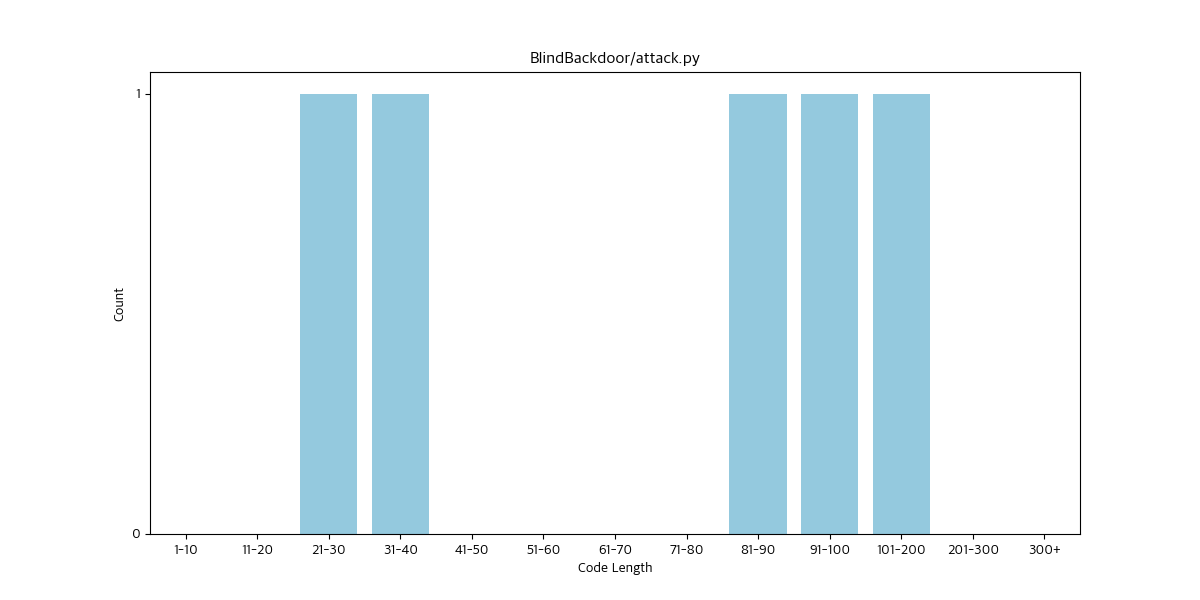 BlindBackdoor/attack.py
1
Count
0
1-10 11-20 21-30 31-40 41-50 51-60 61-70 71-80 81-90 91-100 101-200 201-300 300+
Code Length